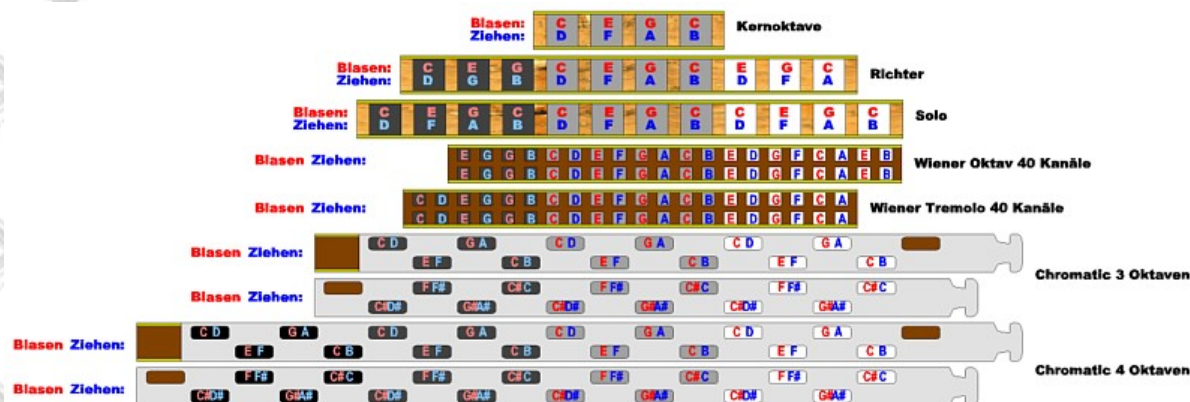 Blasen: C E G C Kernoktave
Ziehen: D F A B
Blasen: C E G C E G C E G C Richter
Ziehen: D G B D F A B D F A
Blasen: C E G C C E G C C E G C Solo
Ziehen: D F A B D F A B D F A B
Blasen Ziehen: E G G B C D E F G A C B E D G F C A E B Wiener Oktav 40 Kanäle
E G G B C D E F G A C B E D G F C A E B
Blasen Ziehen: C D E G G B C D E F G A C B E D G F C A Wiener Tremolo 40 Kanäle
C D E G G B C D E F G A C B E D G F C A
Blasen Ziehen: C D G A C D G A C D G A
E F C B E F C B E F C B
Chromatic 3 Oktaven
Blasen Ziehen: F F# C# C F F# C# C F F# C# C
C# D# G# A# C# D# G# A# C# D# G# A#
Blasen Ziehen: C D G A C D G A C D G A C D G A
E F C B E F C B E F C B E F C B
Chromatic 4 Oktaven
Blasen Ziehen: F F# C# C F F# C# C F F# C# C F F# C# C
C# D# G# A# C# D# G# A# C# D# G# A# C# D# G# A#